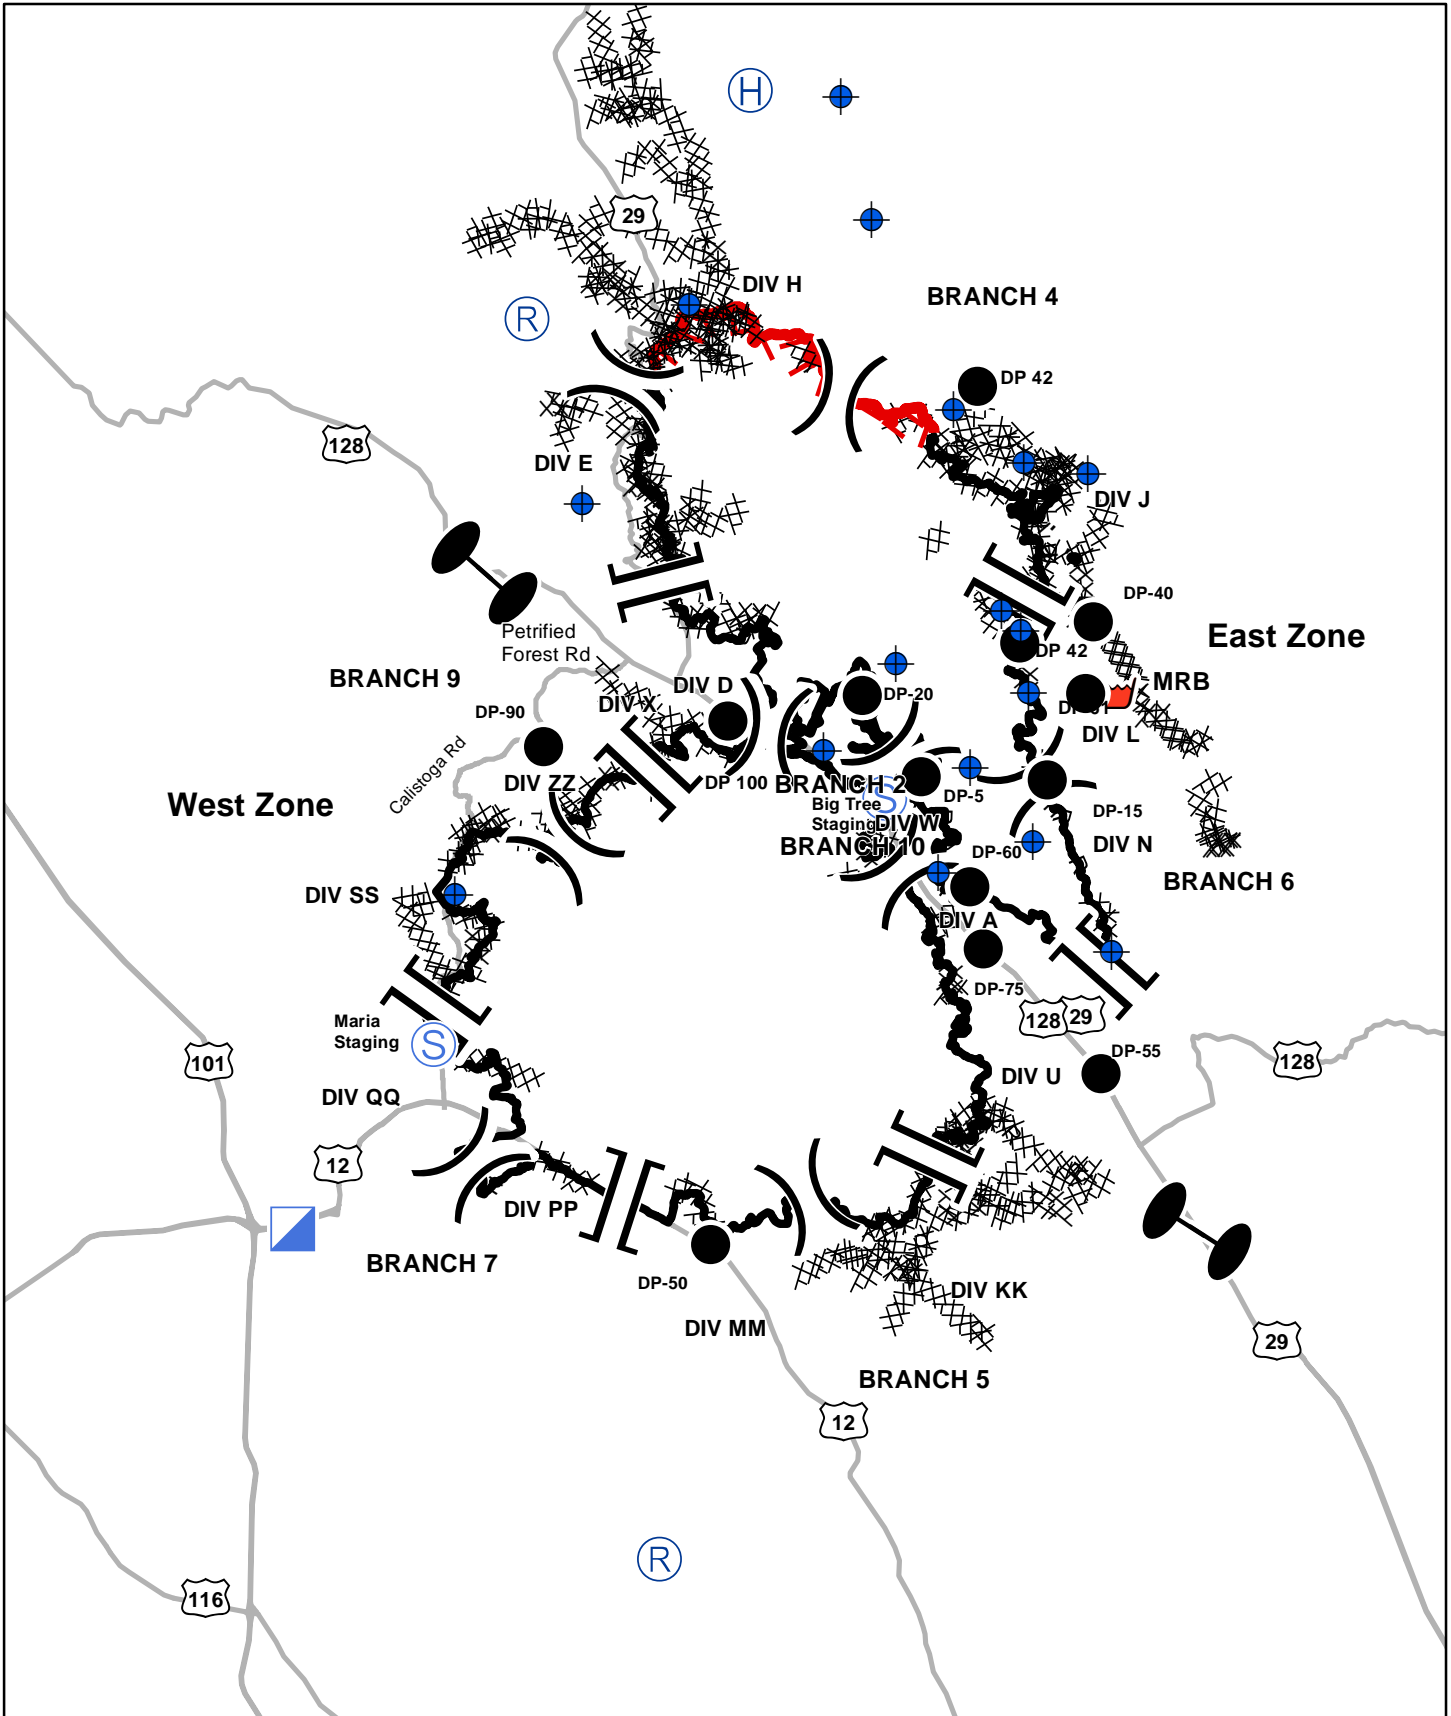 H
29
DIV H
BRANCH 4
R
DP 42
128
DIV E
DIV J
DP-40
Petrified
Forest Rd
East Zone
DP 42
BRANCH 9
MRB
DIV D
DP-20
DIV X
DP-90
DIV L
Calistoga Rd
DIV ZZ
DP 100
BRANCH 2
S
DP-5
West Zone
Big Tree
Staging
DIV W
DP-15
BRANCH 10
DP-60
DIV N
BRANCH 6
DIV SS
DIV A
DP-75
Maria
Staging
S
128
29
DP-55
101
128
DIV U
DIV QQ
12
DIV PP
BRANCH 7
DP-50
DIV KK
DIV MM
29
BRANCH 5
12
R
116